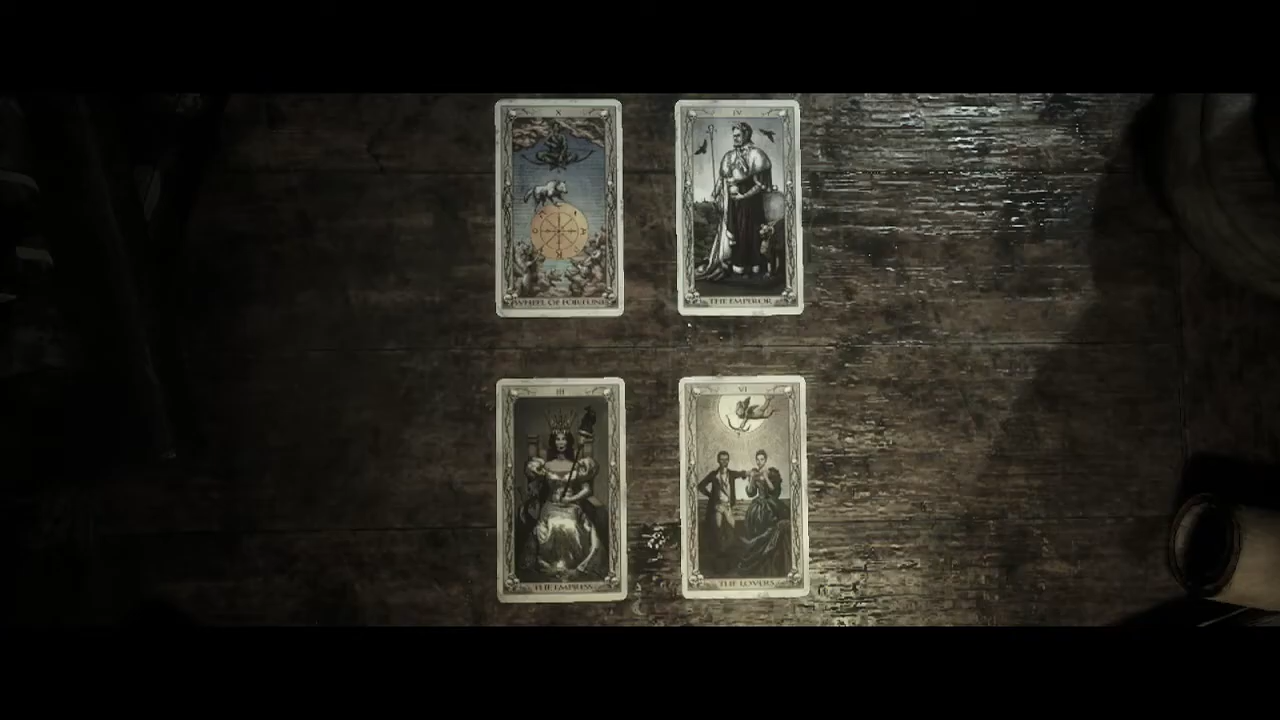 X
WHEEL OF FORTUNE
IV
THE EMPEROR
III
THE EMPRESS
VI
THE LOVERS